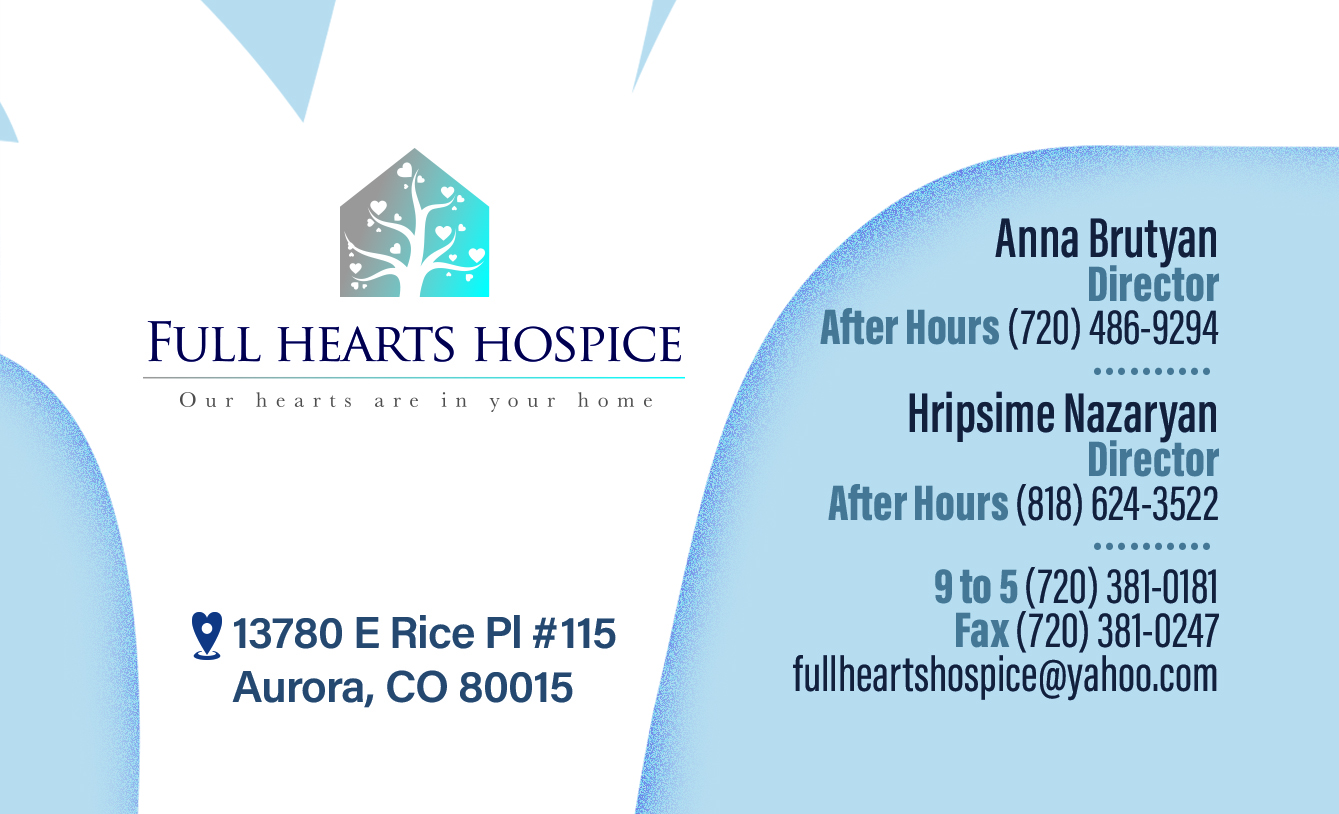 FULL HEARTS HOSPICE
Our hearts are in your home
13780 E Rice Pl #115
Aurora, CO 80015
Anna Brutyan
Director
After Hours (720) 486-9294
Hripsime Nazaryan
Director
After Hours (818) 624-3522
9 to 5 (720) 381-0181
Fax (720) 381-0247
fullheartshospice@yahoo.com